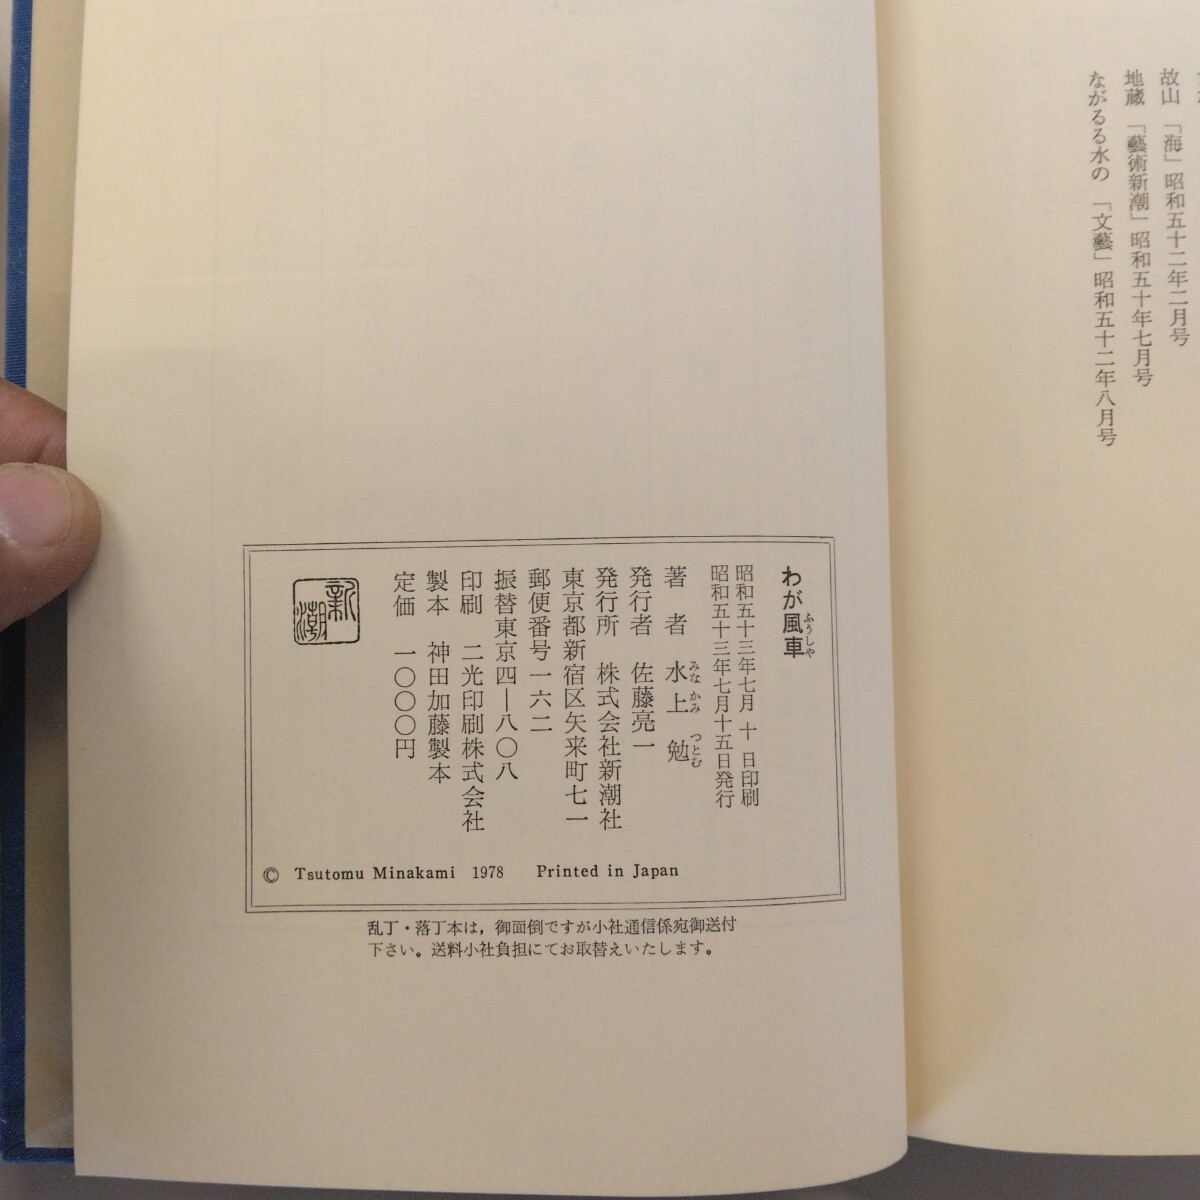 故山 「海」昭和五十二年二月号
地蔵 「藝術新潮」昭和五十年七月号
ながるる水の 「文藝」昭和五十二年八月号
わが風車
ふうしや
昭和五十三年七月 十 日印刷
昭和五十三年七月十五日発行
著 者 水上 勉
みな かみ つとむ
発行者 佐藤亮一
発行所 株式会社新潮社
東京都新宿区矢来町七一
郵便番号一六二
振替東京四―八〇八
印刷 二光印刷株式会社
製本 神田加藤製本
定価 一〇〇〇円
新潮
© Tsutomu Minakami 1978 Printed in Japan
乱丁・落丁本は，御面倒ですが小社通信係宛御送付
下さい。送料小社負担にてお取替えいたします。